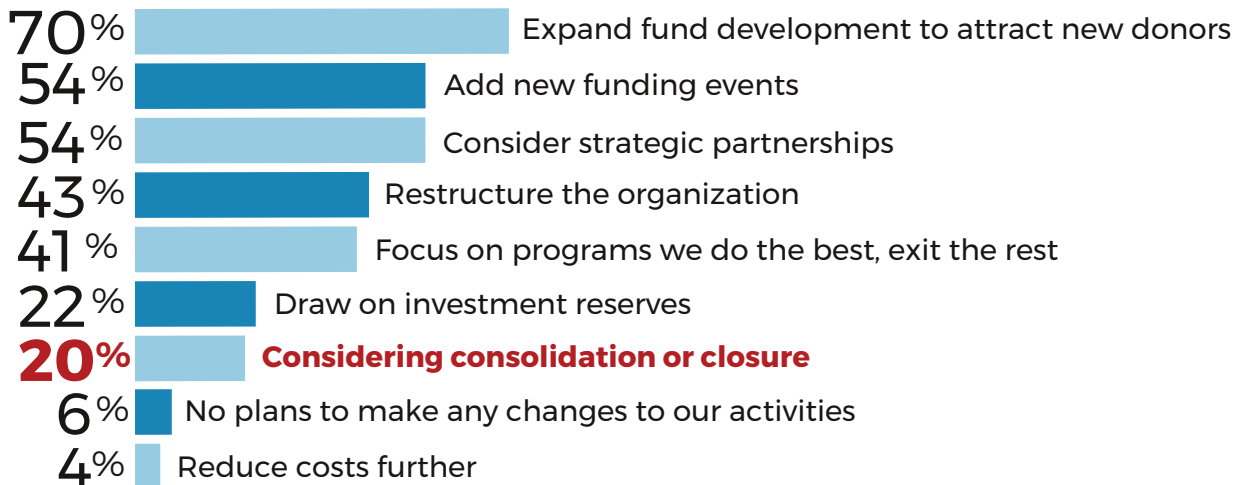 70% Expand fund development to attract new donors
54% Add new funding events
54% Consider strategic partnerships
43% Restructure the organization
41% Focus on programs we do the best, exit the rest
22% Draw on investment reserves
20% Considering consolidation or closure
6% No plans to make any changes to our activities
4% Reduce costs further